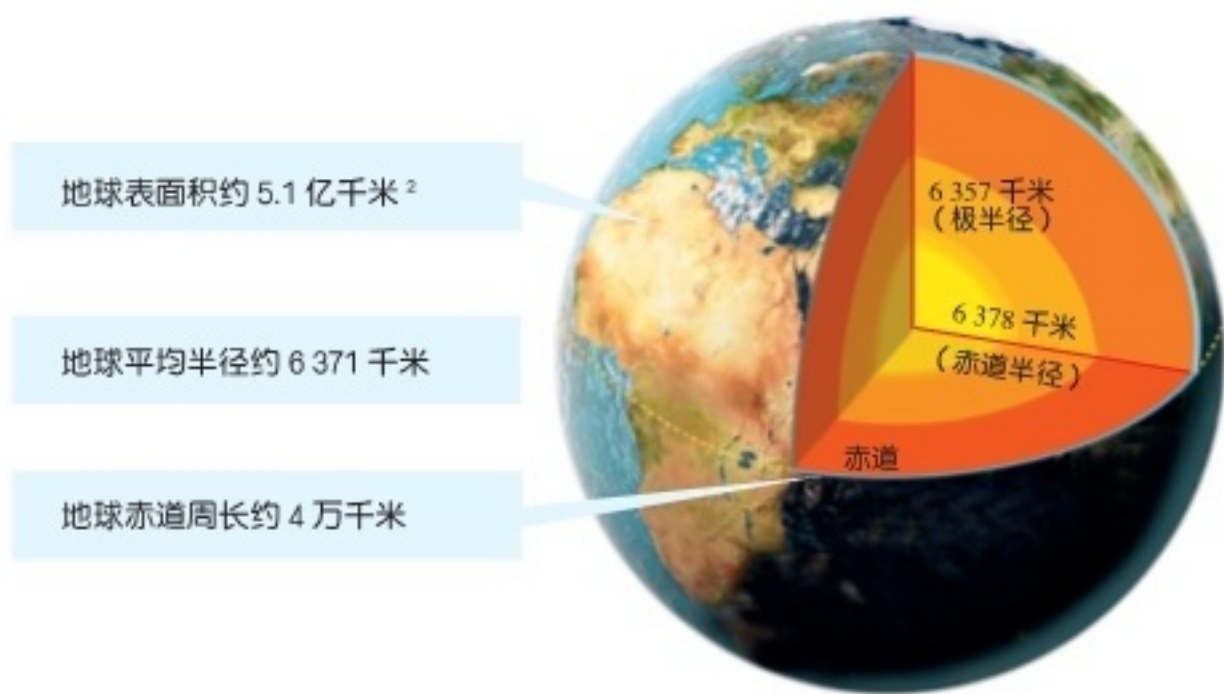 地球表面积约 5.1 亿千米²
地球平均半径约 6 371 千米
地球赤道周长约 4 万千米
6 357 千米
（极半径）
6 378 千米
（赤道半径）
赤道